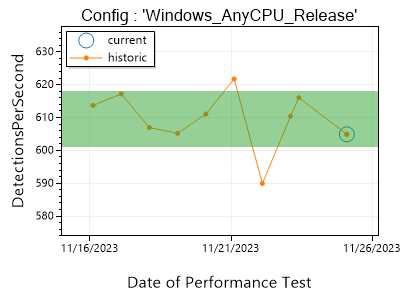 Config : 'Windows_AnyCPU_Release'
current
historic
DetectionsPerSecond
630
620
610
600
590
580
11/16/2023
11/21/2023
11/26/2023
Date of Performance Test